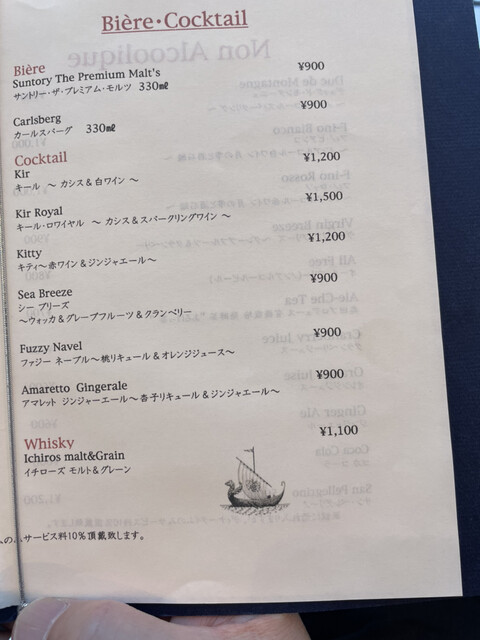 Bière・Cocktail
Bière
Suntory The Premium Malt's ¥900
サントリー・ザ・プレミアム・モルツ 330㎖
Carlsberg ¥900
カールスバーグ 330㎖
Cocktail
Kir ¥1,200
キール ～ カシス＆白ワイン ～
Kir Royal ¥1,500
キール・ロワイヤル ～ カシス＆スパークリングワイン ～
Kitty ¥1,200
キティ～赤ワイン＆ジンジャエール～
Sea Breeze ¥900
シー ブリーズ
～ウォッカ＆グレープフルーツ＆クランベリー
Fuzzy Navel ¥900
ファジー ネーブル～桃リキュール＆オレンジジュース～
Amaretto Gingerale ¥900
アマレット ジンジャーエール～杏子リキュール＆ジンジャエール～
Whisky
Ichiros malt&Grain ¥1,100
イチローズ モルト＆グレーン
サービス料10％頂戴致します。